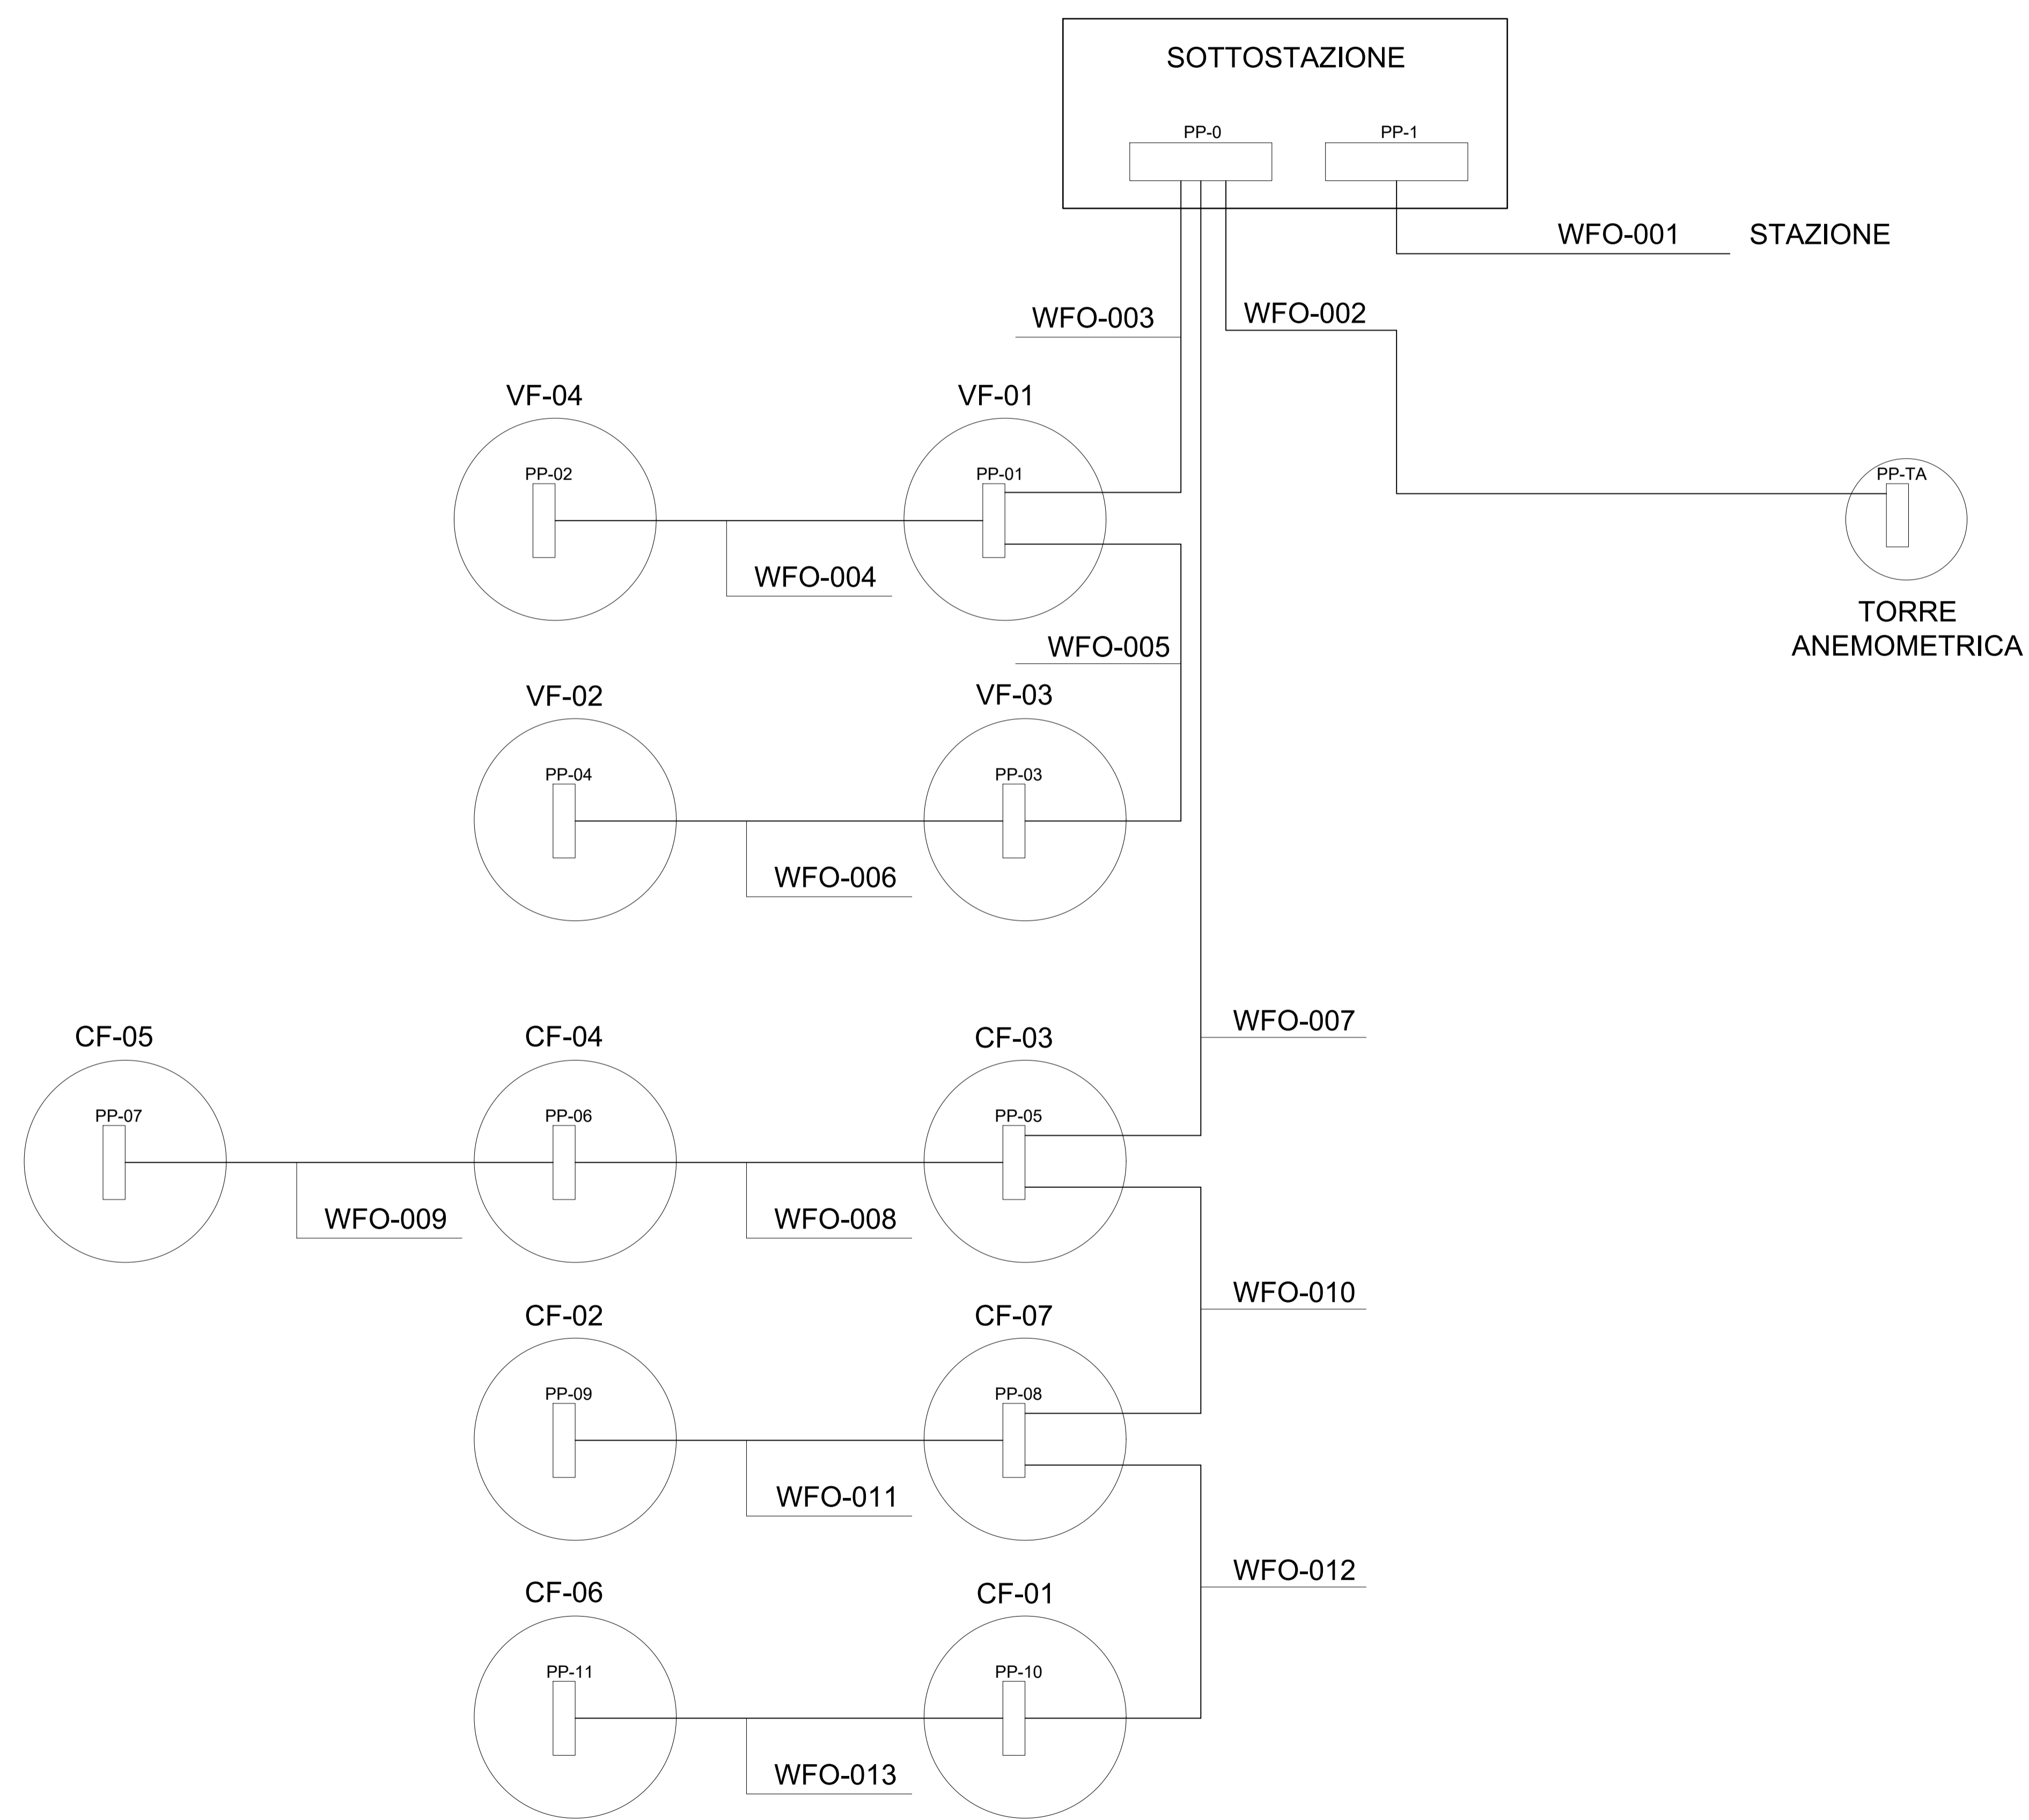 SOTTOSTAZIONE
PP-0
PP-1
WFO-001
STAZIONE
WFO-003
WFO-002
VF-04
VF-01
PP-02
PP-01
PP-TA
WFO-004
TORRE
ANEMOMETRICA
WFO-005
VF-02
VF-03
PP-04
PP-03
WFO-006
WFO-007
CF-05
CF-04
CF-03
PP-07
PP-06
PP-05
WFO-009
WFO-008
WFO-010
CF-02
CF-07
PP-09
PP-08
WFO-011
WFO-012
CF-06
CF-01
PP-11
PP-10
WFO-013